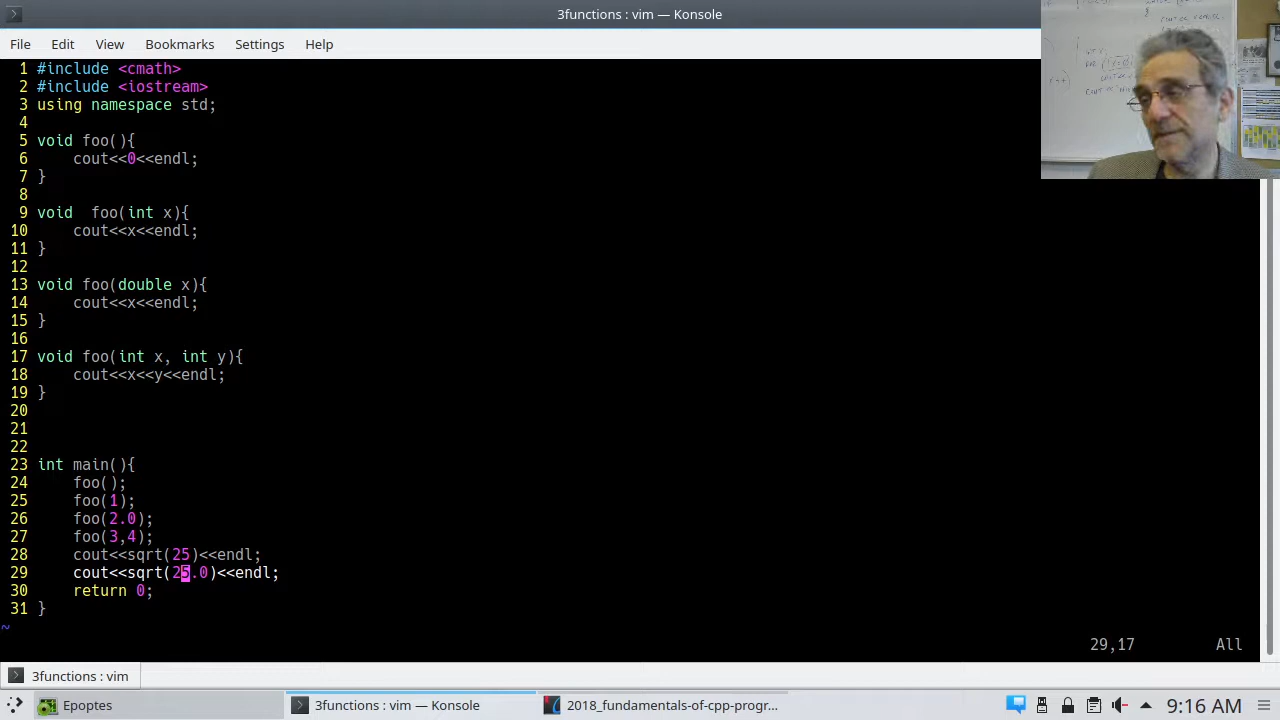 3functions : vim — Konsole
File Edit View Bookmarks Settings Help
1 #include <cmath>
2 #include <iostream>
3 using namespace std;
4
5 void foo(){
6 cout<<0<<endl;
7 }
8
9 void  foo(int x){
10 cout<<x<<endl;
11 }
12
13 void foo(double x){
14 cout<<x<<endl;
15 }
16
17 void foo(int x, int y){
18 cout<<x<<y<<endl;
19 }
20
21
22
23 int main(){
24 foo();
25 foo(1);
26 foo(2.0);
27 foo(3,4);
28 cout<<sqrt(25)<<endl;
29 cout<<sqrt(25.0)<<endl;
30 return 0;
31 }
~
29,17 All
3functions : vim
Epoptes 3functions : vim — Konsole 2018_fundamentals-of-cpp-progr... 9:16 AM